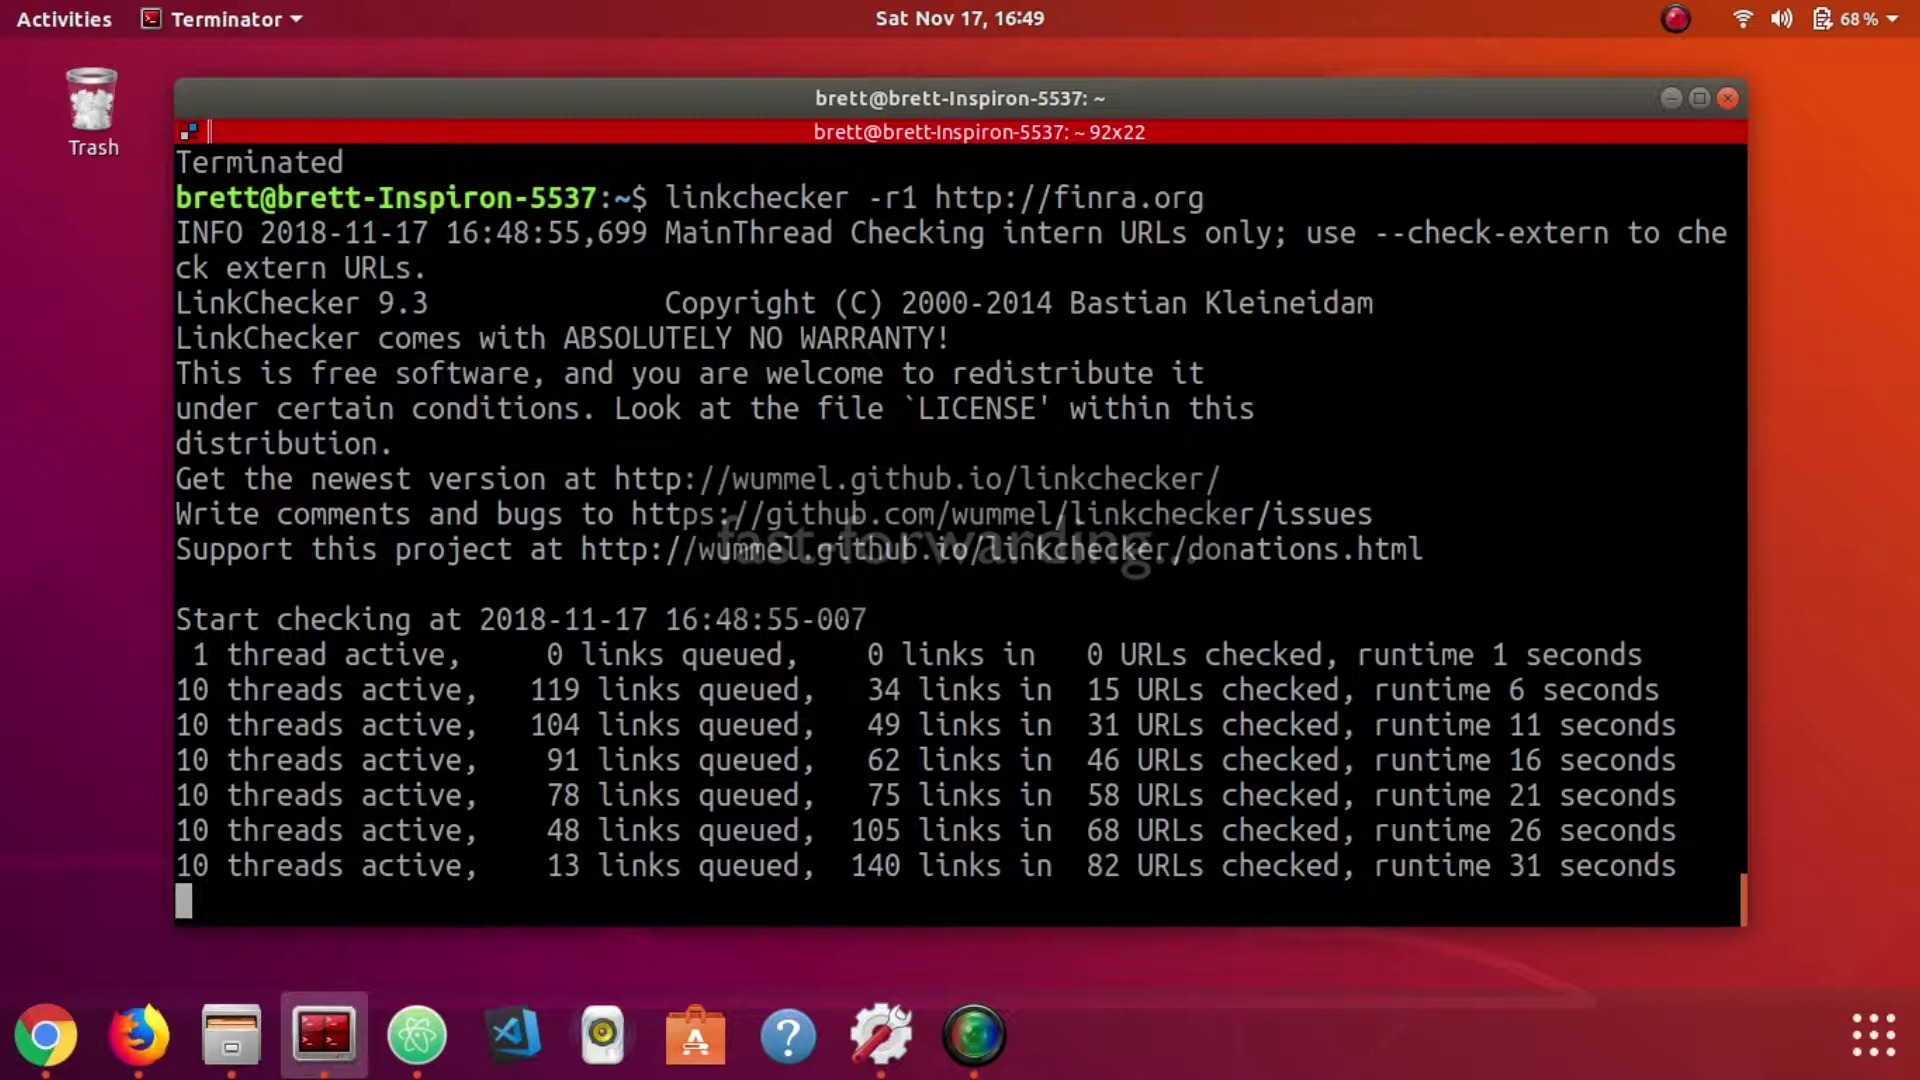 Activities Terminator Sat Nov 17, 16:49 68 %
Trash
brett@brett-Inspiron-5537: ~
brett@brett-Inspiron-5537: ~ 92x22
Terminated
brett@brett-Inspiron-5537:~$ linkchecker -r1 http://finra.org
INFO 2018-11-17 16:48:55,699 MainThread Checking intern URLs only; use --check-extern to che
ck extern URLs.
LinkChecker 9.3 Copyright (C) 2000-2014 Bastian Kleineidam
LinkChecker comes with ABSOLUTELY NO WARRANTY!
This is free software, and you are welcome to redistribute it
under certain conditions. Look at the file `LICENSE' within this
distribution.
Get the newest version at http://wummel.github.io/linkchecker/
Write comments and bugs to https://github.com/wummel/linkchecker/issues
Support this project at http://wummel.github.io/linkchecker/donations.html
fast-forwarding...
Start checking at 2018-11-17 16:48:55-007
1 thread active, 0 links queued, 0 links in 0 URLs checked, runtime 1 seconds
10 threads active, 119 links queued, 34 links in 15 URLs checked, runtime 6 seconds
10 threads active, 104 links queued, 49 links in 31 URLs checked, runtime 11 seconds
10 threads active, 91 links queued, 62 links in 46 URLs checked, runtime 16 seconds
10 threads active, 78 links queued, 75 links in 58 URLs checked, runtime 21 seconds
10 threads active, 48 links queued, 105 links in 68 URLs checked, runtime 26 seconds
10 threads active, 13 links queued, 140 links in 82 URLs checked, runtime 31 seconds